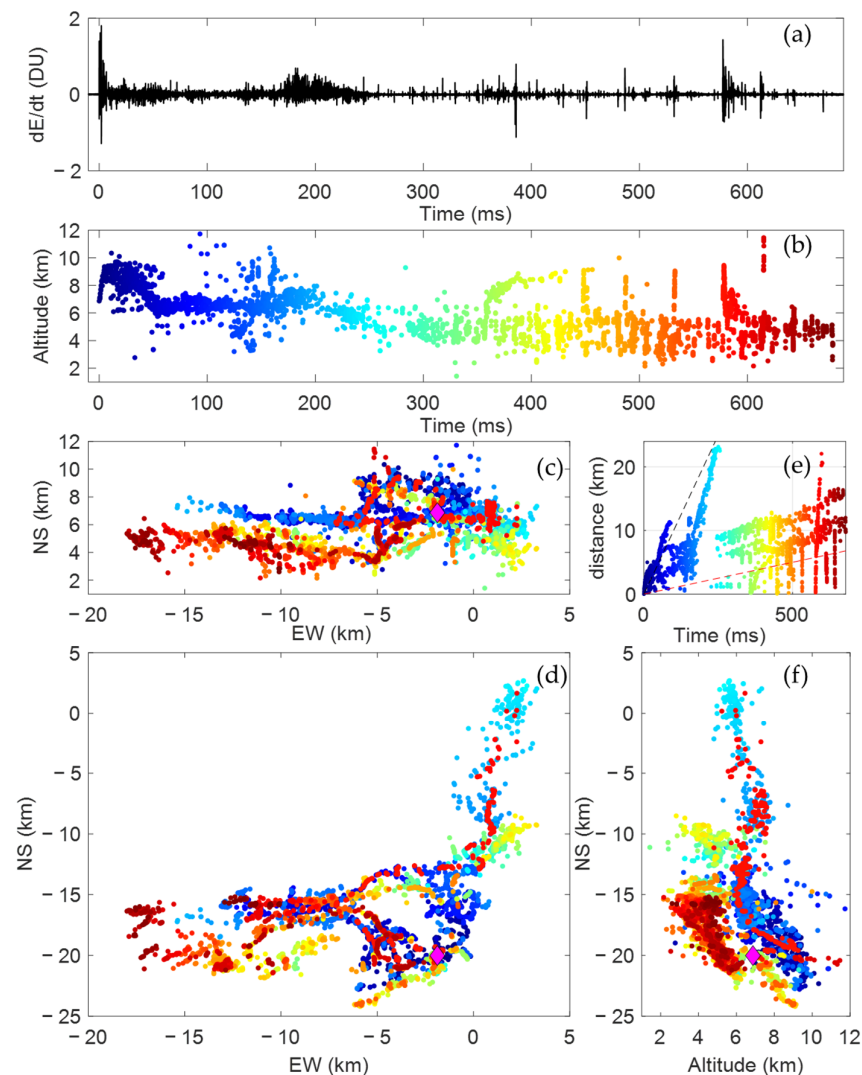 (a)
dE/dt (DU)
2
0
− 2
0 100 200 300 400 500 600
Time (ms)
(b)
Altitude (km)
12
10
8
6
4
2
0 100 200 300 400 500 600
Time (ms)
(c)
NS (km)
12
10
8
6
4
2
− 20 − 15 − 10 − 5 0 5
EW (km)
(e)
distance (km)
20
10
0
0 500
Time (ms)
(d)
NS (km)
5
0
− 5
− 10
− 15
− 20
− 25
− 20 − 15 − 10 − 5 0 5
EW (km)
(f)
NS (km)
5
0
− 5
− 10
− 15
− 20
− 25
2 4 6 8 10 12
Altitude (km)